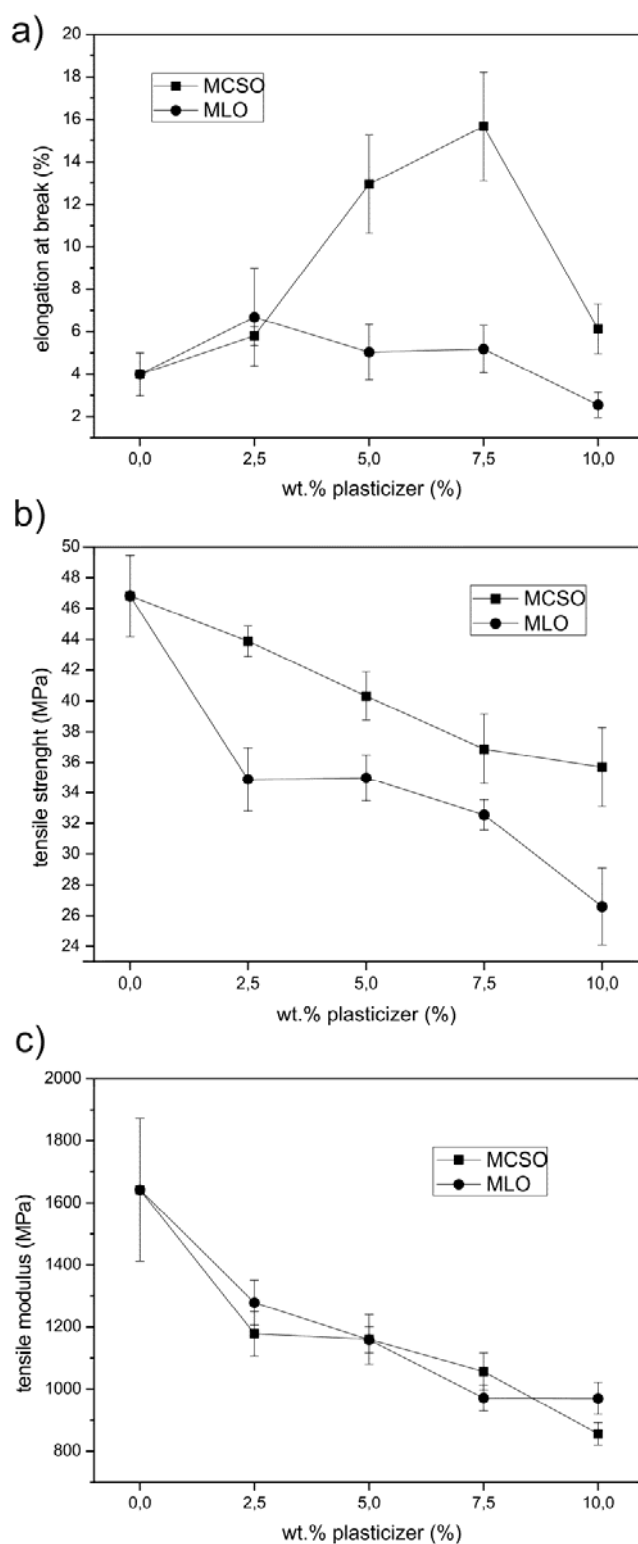 a)
20
18
16
14
12
10
8
6
4
2
elongation at break (%)
MCSO
MLO
0,0 2,5 5,0 7,5 10,0
wt.% plasticizer (%)
b)
50
48
46
44
42
40
38
36
34
32
30
28
26
24
tensile strenght (MPa)
MCSO
MLO
0,0 2,5 5,0 7,5 10,0
wt.% plasticizer (%)
c)
2000
1800
1600
1400
1200
1000
800
tensile modulus (MPa)
MCSO
MLO
0,0 2,5 5,0 7,5 10,0
wt.% plasticizer (%)